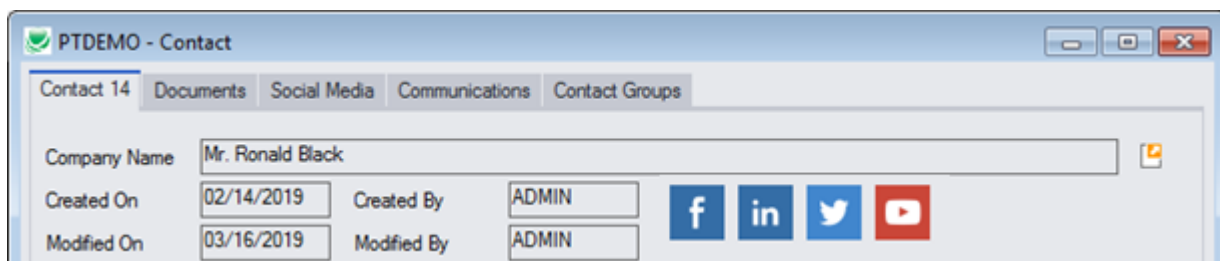 PTDEMO - Contact
Contact 14 Documents Social Media Communications Contact Groups
Company Name Mr. Ronald Black
Created On 02/14/2019 Created By ADMIN
Modified On 03/16/2019 Modified By ADMIN
f in